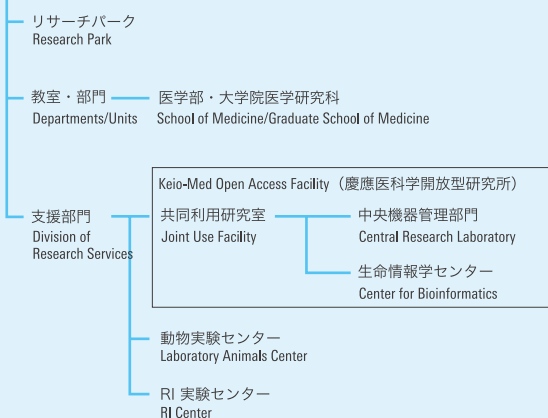 リサーチパーク
Research Park
教室・部門
Departments/Units
医学部・大学院医学研究科
School of Medicine/Graduate School of Medicine
Keio-Med Open Access Facility（慶應医科学開放型研究所）
支援部門
Division of
Research Services
共同利用研究室
Joint Use Facility
中央機器管理部門
Central Research Laboratory
生命情報学センター
Center for Bioinformatics
動物実験センター
Laboratory Animals Center
RI 実験センター
RI Center